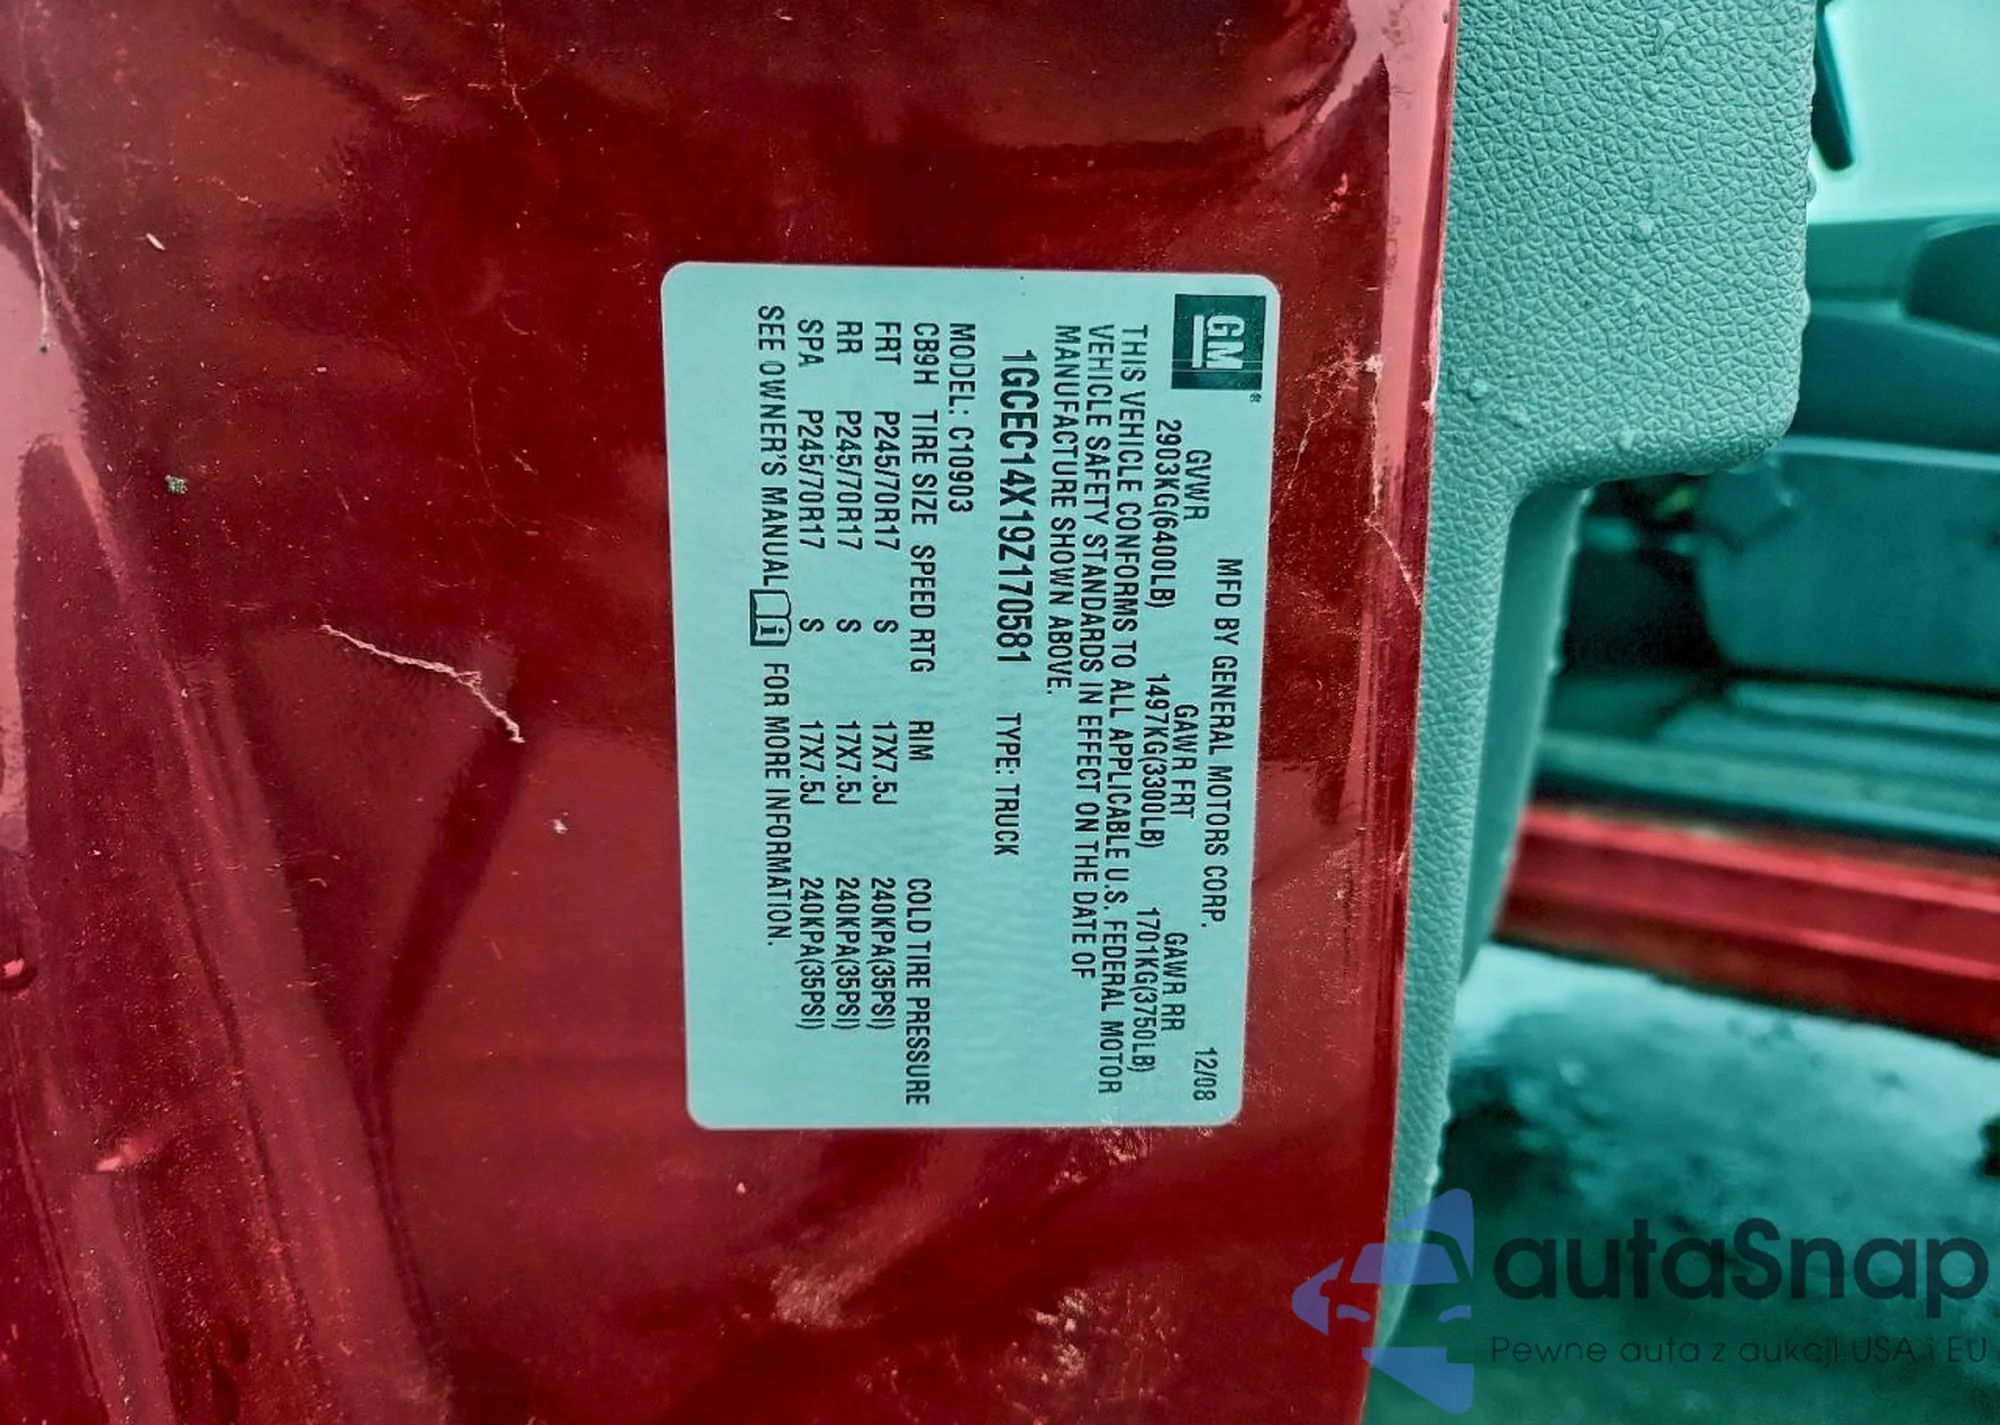 GM®
MFD BY GENERAL MOTORS CORP. 12/08
GVWR GAWR FRT GAWR RR
2903KG(6400LB) 1497KG(3300LB) 1701KG(3750LB)
THIS VEHICLE CONFORMS TO ALL APPLICABLE U.S. FEDERAL MOTOR
VEHICLE SAFETY STANDARDS IN EFFECT ON THE DATE OF
MANUFACTURE SHOWN ABOVE.
1GCEC14X19Z170581 TYPE: TRUCK
MODEL: C10903
CB9H TIRE SIZE SPEED RTG RIM COLD TIRE PRESSURE
FRT P245/70R17 S 17X7.5J 240KPA(35PSI)
RR P245/70R17 S 17X7.5J 240KPA(35PSI)
SPA P245/70R17 S 17X7.5J 240KPA(35PSI)
SEE OWNER'S MANUAL i FOR MORE INFORMATION.
autaSnap
Pewne auta z aukcji USA i EU